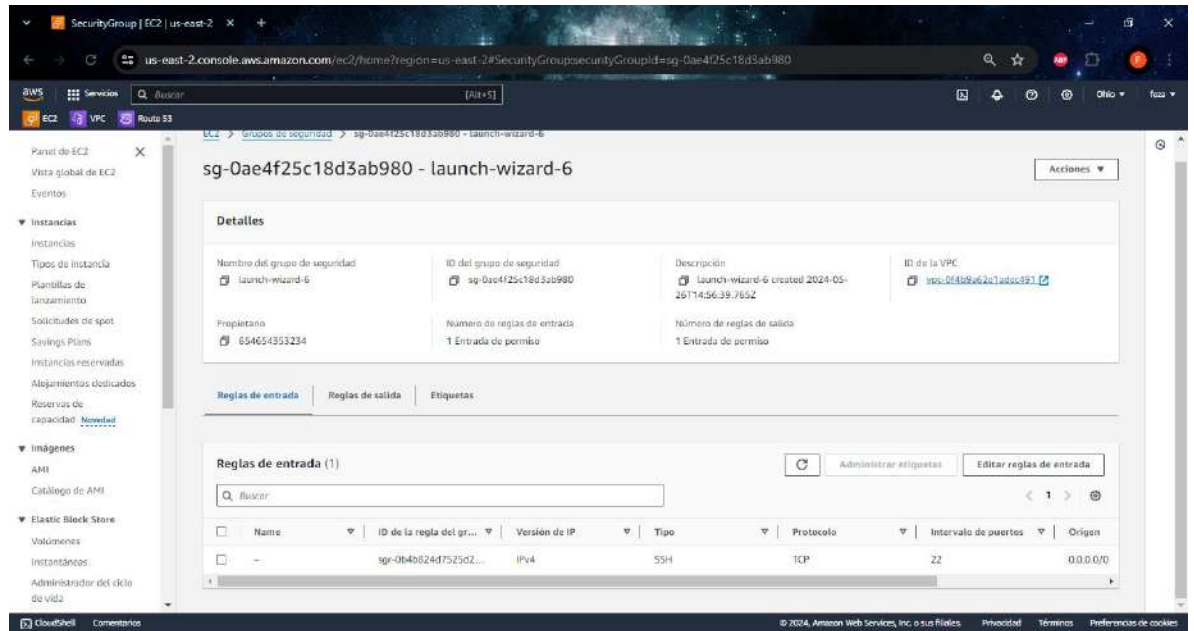 SecurityGroup | EC2 | us-east-2
us-east-2.console.aws.amazon.com/ec2/home?region=us-east-2#SecurityGroup:securityGroupId=sg-0ae4f25c18d3ab980
aws Servicios Buscar [Alt+S] Ohio
EC2 VPC Route 53
EC2 > Grupos de seguridad > sg-0ae4f25c18d3ab980 - launch-wizard-6
Panel de EC2
Vista global de EC2
Eventos
Instancias
Instancias
Tipos de instancia
Plantillas de
lanzamiento
Solicitudes de spot
Savings Plans
Instancias reservadas
Alojamientos dedicados
Reservas de
capacidad Novedad
Imágenes
AMI
Catálogo de AMI
Elastic Block Store
Volúmenes
Instantáneas
Administrador del ciclo
de vida
sg-0ae4f25c18d3ab980 - launch-wizard-6
Acciones
Detalles
Nombre del grupo de seguridad
launch-wizard-6
ID del grupo de seguridad
sg-0ae4f25c18d3ab980
Descripción
launch-wizard-6 created 2024-05-
26T14:56:39.765Z
ID de la VPC
Propietario
654654353234
Número de reglas de entrada
1 Entrada de permiso
Número de reglas de salida
1 Entrada de permiso
Reglas de entrada Reglas de salida Etiquetas
Reglas de entrada (1)
Administrar etiquetas Editar reglas de entrada
Buscar
1
Name ID de la regla del gr... Versión de IP Tipo Protocolo Intervalo de puertos Origen
– sgr-0b4b624d7525d2... IPv4 SSH TCP 22 0.0.0.0/0
CloudShell Comentarios © 2024, Amazon Web Services, Inc. o sus filiales. Privacidad Términos Preferencias de cookies